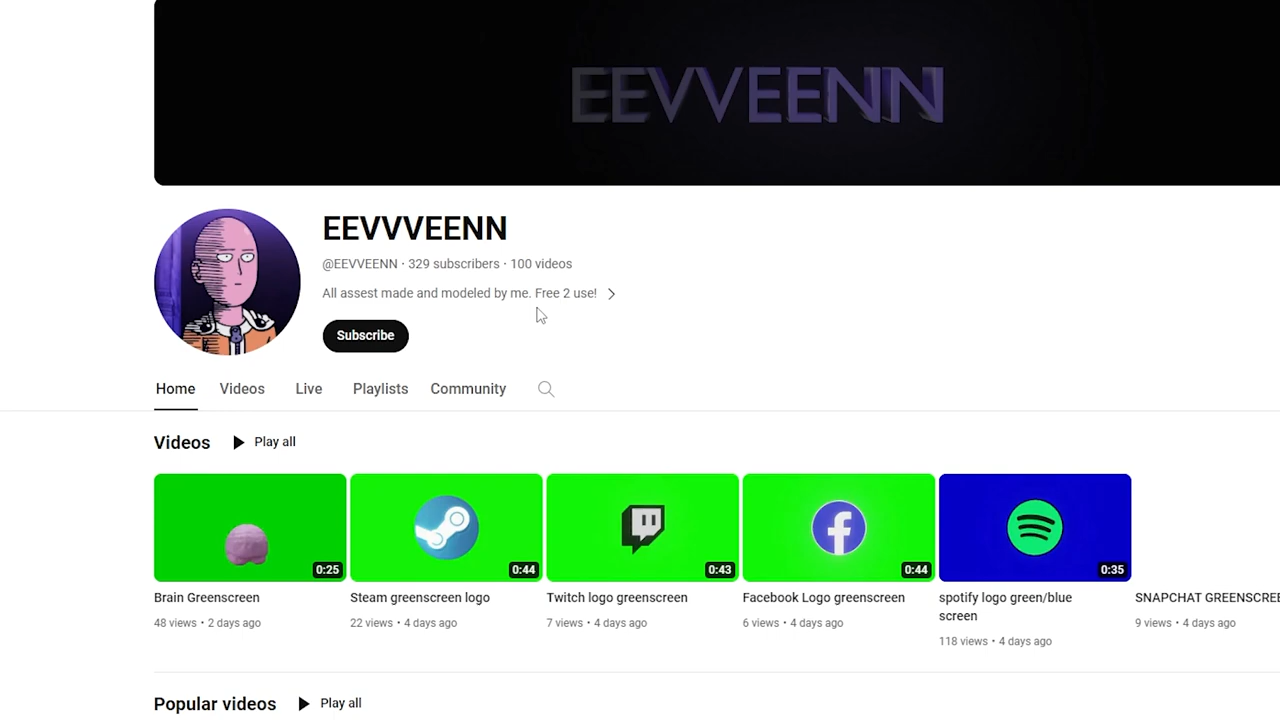 EEVVEENN
EEVVVEENN
@EEVVEENN · 329 subscribers · 100 videos
All assest made and modeled by me. Free 2 use!
Subscribe
Home Videos Live Playlists Community
Videos Play all
0:25 0:44 0:43 0:44 0:35
Brain Greenscreen
48 views · 2 days ago
Steam greenscreen logo
22 views · 4 days ago
Twitch logo greenscreen
7 views · 4 days ago
Facebook Logo greenscreen
6 views · 4 days ago
spotify logo green/blue
screen
118 views · 4 days ago
SNAPCHAT GREENSCREE
9 views · 4 days ago
Popular videos Play all